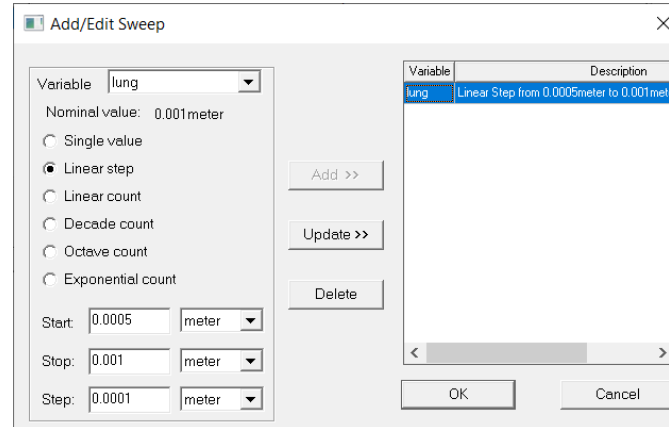 Add/Edit Sweep
Variable lung
Nominal value: 0.001meter
Single value
Linear step
Linear count
Decade count
Octave count
Exponential count
Start: 0.0005 meter
Stop: 0.001 meter
Step: 0.0001 meter
Add >>
Update >>
Delete
Variable Description
lung Linear Step from 0.0005meter to 0.001met
OK Cancel